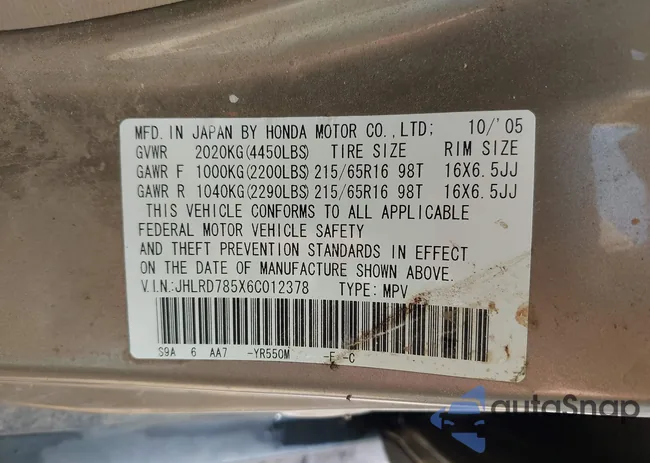 MFD. IN JAPAN BY HONDA MOTOR CO.,LTD; 10/'05
GVWR 2020KG(4450LBS) TIRE SIZE RIM SIZE
GAWR F 1000KG(2200LBS) 215/65R16 98T 16X6.5JJ
GAWR R 1040KG(2290LBS) 215/65R16 98T 16X6.5JJ
THIS VEHICLE CONFORMS TO ALL APPLICABLE
FEDERAL MOTOR VEHICLE SAFETY
AND THEFT PREVENTION STANDARDS IN EFFECT
ON THE DATE OF MANUFACTURE SHOWN ABOVE.
V.I.N.:JHLRD785X6C012378 TYPE: MPV
S9A 6 AA7 -YR550M -E -C
autoSnap